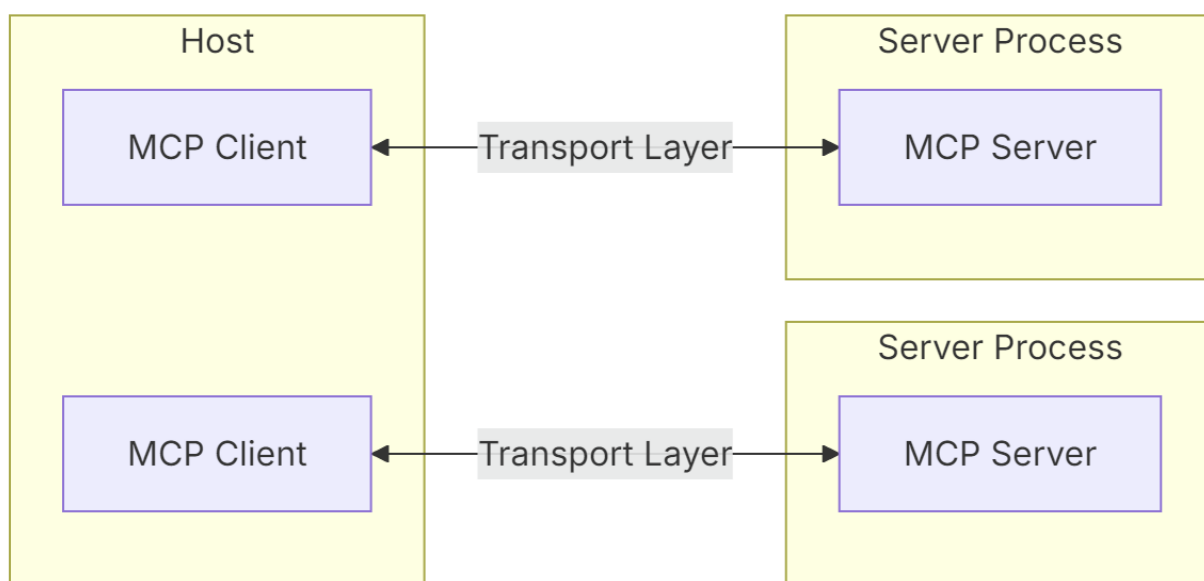 Host
Server Process
MCP Client
Transport Layer
MCP Server
Server Process
MCP Client
Transport Layer
MCP Server